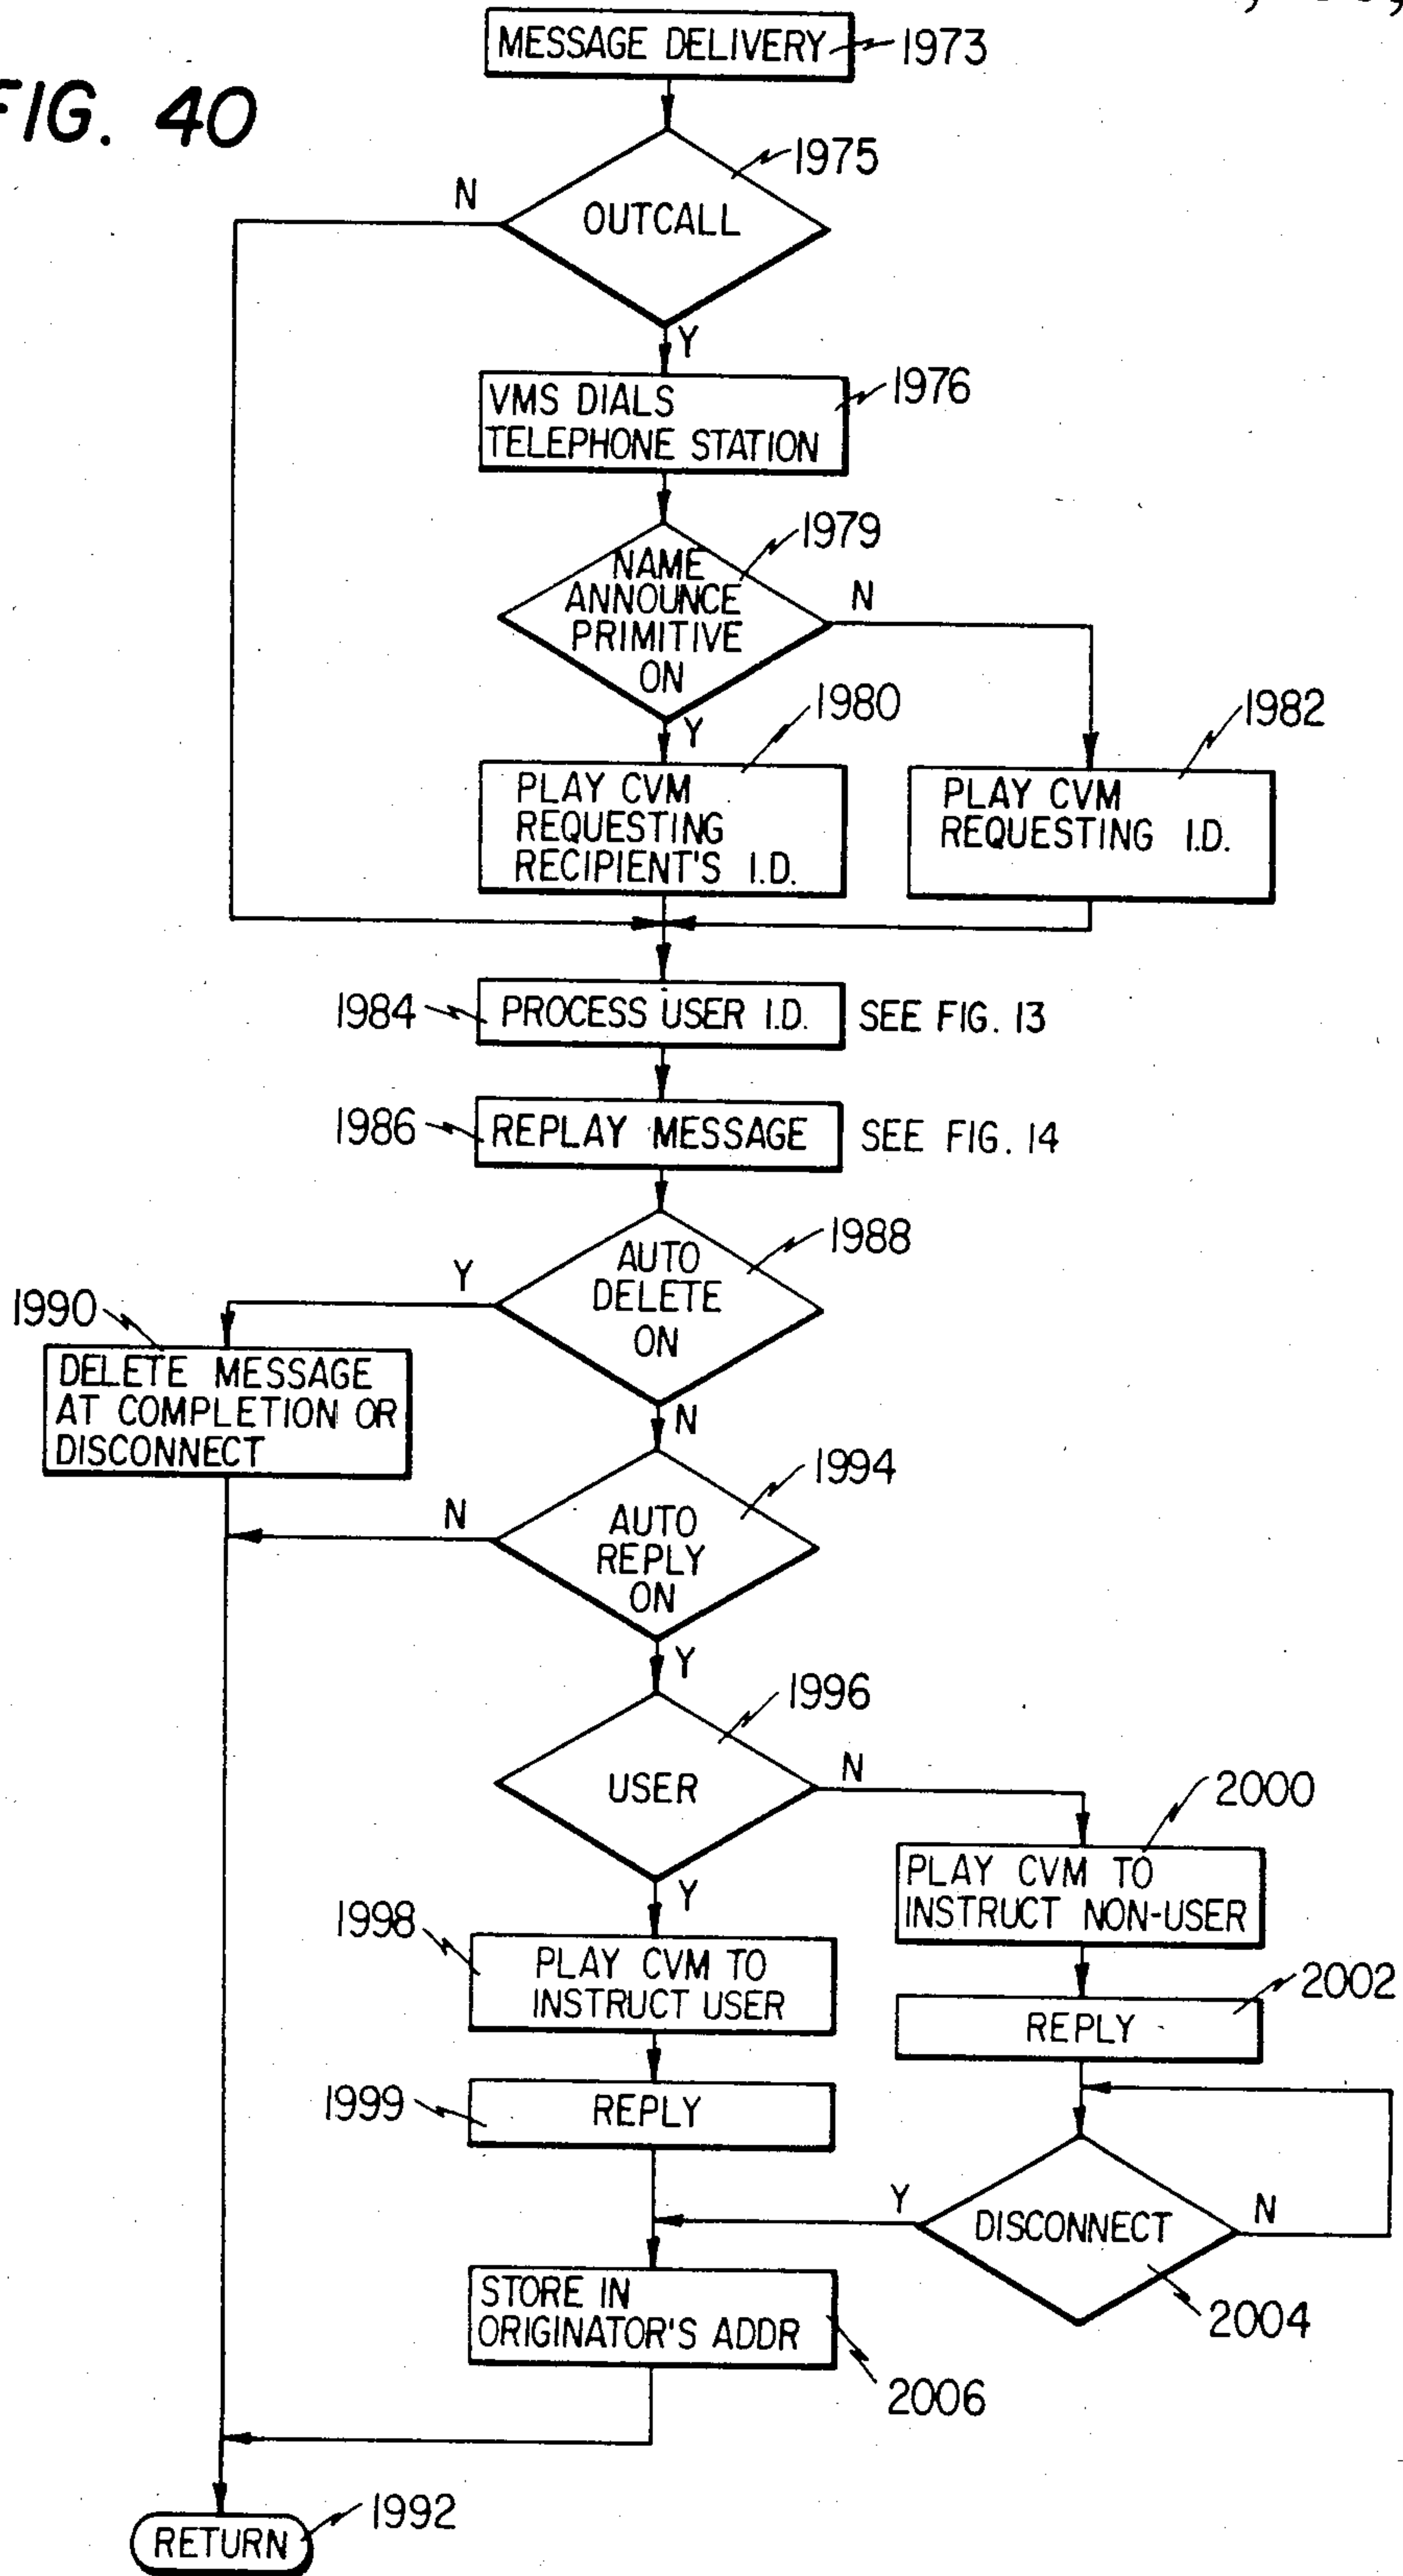 FIG. 40
MESSAGE DELIVERY
1973
1975
N
OUTCALL
Y
1976
VMS DIALS
TELEPHONE STATION
1979
NAME
ANNOUNCE
PRIMITIVE
ON
N
Y
1980
1982
PLAY CVM
REQUESTING
RECIPIENT'S I.D.
PLAY CVM
REQUESTING I.D.
1984
PROCESS USER I.D.
SEE FIG. 13
1986
REPLAY MESSAGE
SEE FIG. 14
1988
Y
AUTO
DELETE
ON
1990
DELETE MESSAGE
AT COMPLETION OR
DISCONNECT
N
1994
N
AUTO
REPLY
ON
Y
1996
USER
N
2000
Y
PLAY CVM TO
INSTRUCT NON-USER
1998
PLAY CVM TO
INSTRUCT USER
2002
REPLY
1999
REPLY
Y
DISCONNECT
N
2004
STORE IN
ORIGINATOR'S ADDR
2006
1992
RETURN